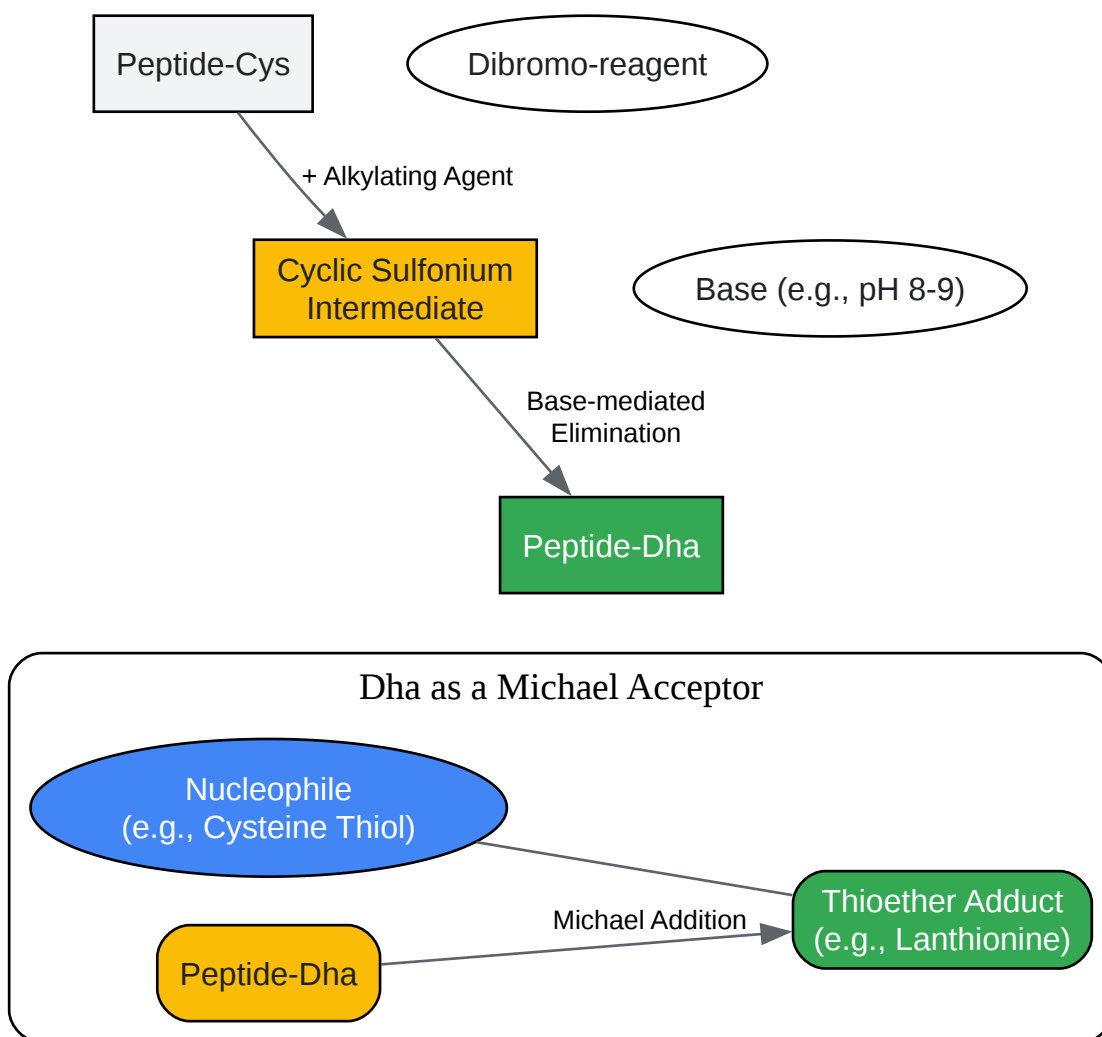 Peptide-Cys
Dibromo-reagent
+ Alkylating Agent
Cyclic Sulfonium
Intermediate
Base (e.g., pH 8-9)
Base-mediated
Elimination
Peptide-Dha
Dha as a Michael Acceptor
Nucleophile
(e.g., Cysteine Thiol)
Thioether Adduct
(e.g., Lanthionine)
Michael Addition
Peptide-Dha